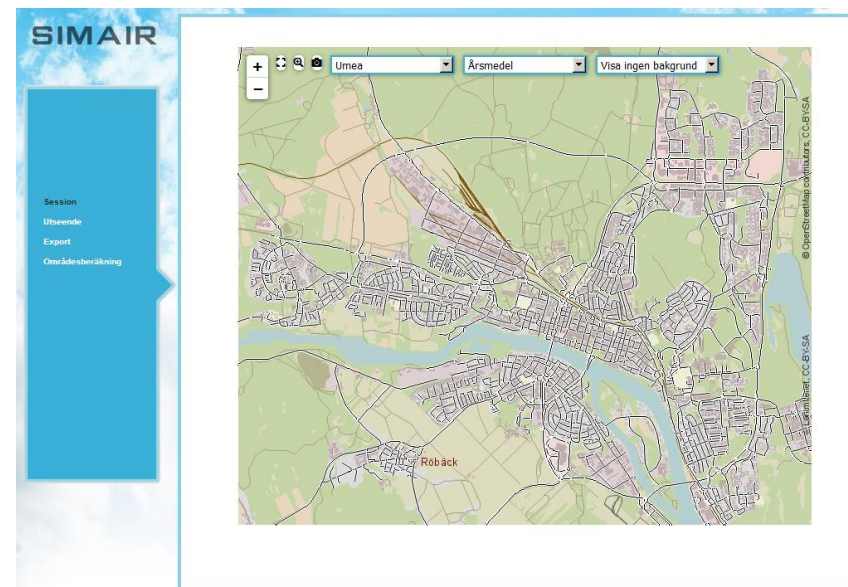 SIMAIR
Session
Utseende
Export
Områdesberäkning
+
−
Umea
Årsmedel
Visa ingen bakgrund
© OpenStreetMap contributors, CC-BY-SA
Lantmäteriet, CC-BY-SA
Röbäck